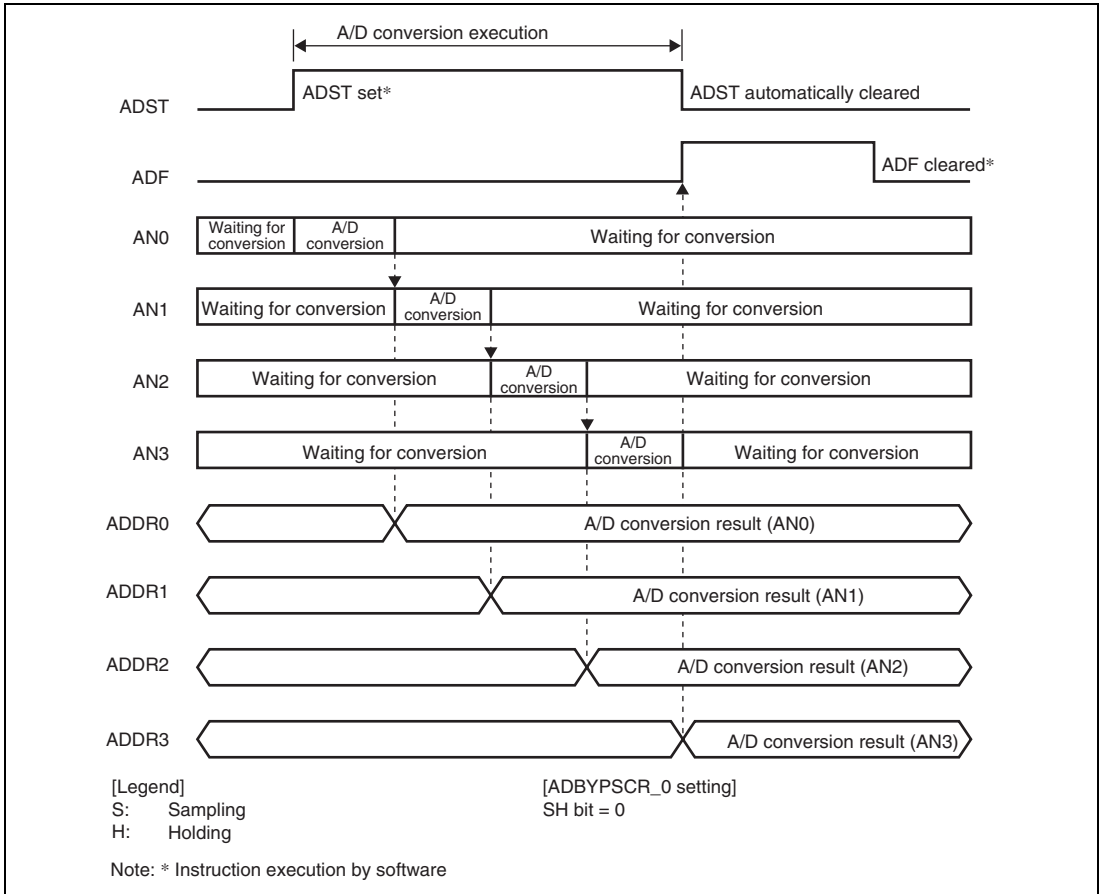 A/D conversion execution
ADST
ADST set*
ADST automatically cleared
ADF
ADF cleared*
AN0
Waiting for
conversion
A/D
conversion
Waiting for conversion
AN1
Waiting for conversion
A/D
conversion
Waiting for conversion
AN2
Waiting for conversion
A/D
conversion
Waiting for conversion
AN3
Waiting for conversion
A/D
conversion
Waiting for conversion
ADDR0
A/D conversion result (AN0)
ADDR1
A/D conversion result (AN1)
ADDR2
A/D conversion result (AN2)
ADDR3
A/D conversion result (AN3)
[Legend]
S: Sampling
H: Holding
[ADBYPSCR_0 setting]
SH bit = 0
Note: * Instruction execution by software